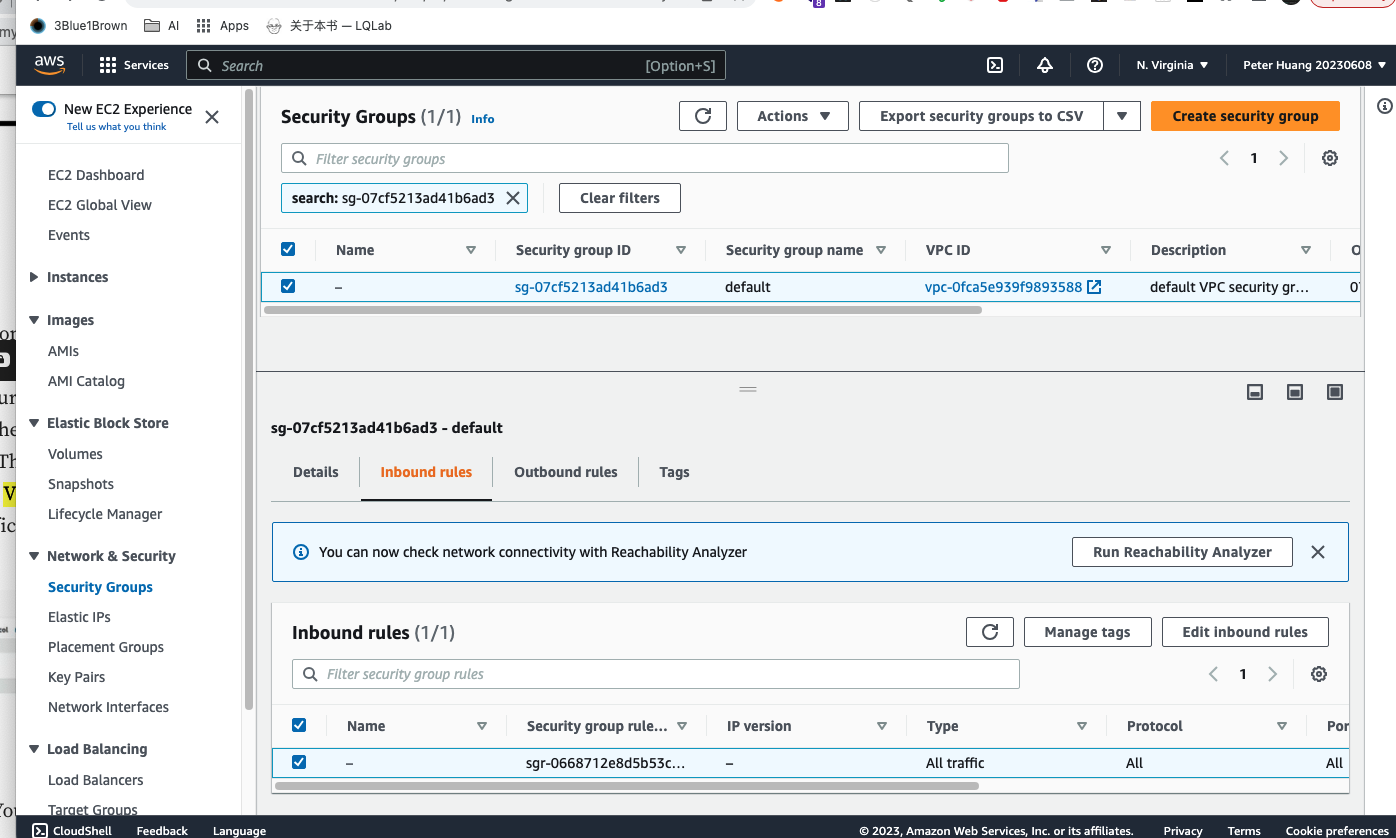 3Blue1Brown AI Apps 关于本书 — LQLab
aws Services Search [Option+S] N. Virginia Peter Huang 20230608
New EC2 Experience
Tell us what you think
EC2 Dashboard
EC2 Global View
Events
Instances
Images
AMIs
AMI Catalog
Elastic Block Store
Volumes
Snapshots
Lifecycle Manager
Network & Security
Security Groups
Elastic IPs
Placement Groups
Key Pairs
Network Interfaces
Load Balancing
Load Balancers
Target Groups
Security Groups (1/1) Info Actions Export security groups to CSV Create security group
Filter security groups 1
search: sg-07cf5213ad41b6ad3 Clear filters
Name Security group ID Security group name VPC ID Description
– sg-07cf5213ad41b6ad3 default vpc-0fca5e939f9893588 default VPC security gr...
sg-07cf5213ad41b6ad3 - default
Details Inbound rules Outbound rules Tags
You can now check network connectivity with Reachability Analyzer Run Reachability Analyzer
Inbound rules (1/1) Manage tags Edit inbound rules
Filter security group rules 1
Name Security group rule... IP version Type Protocol Por
– sgr-0668712e8d5b53c... – All traffic All All
CloudShell Feedback Language © 2023, Amazon Web Services, Inc. or its affiliates. Privacy Terms Cookie preferences